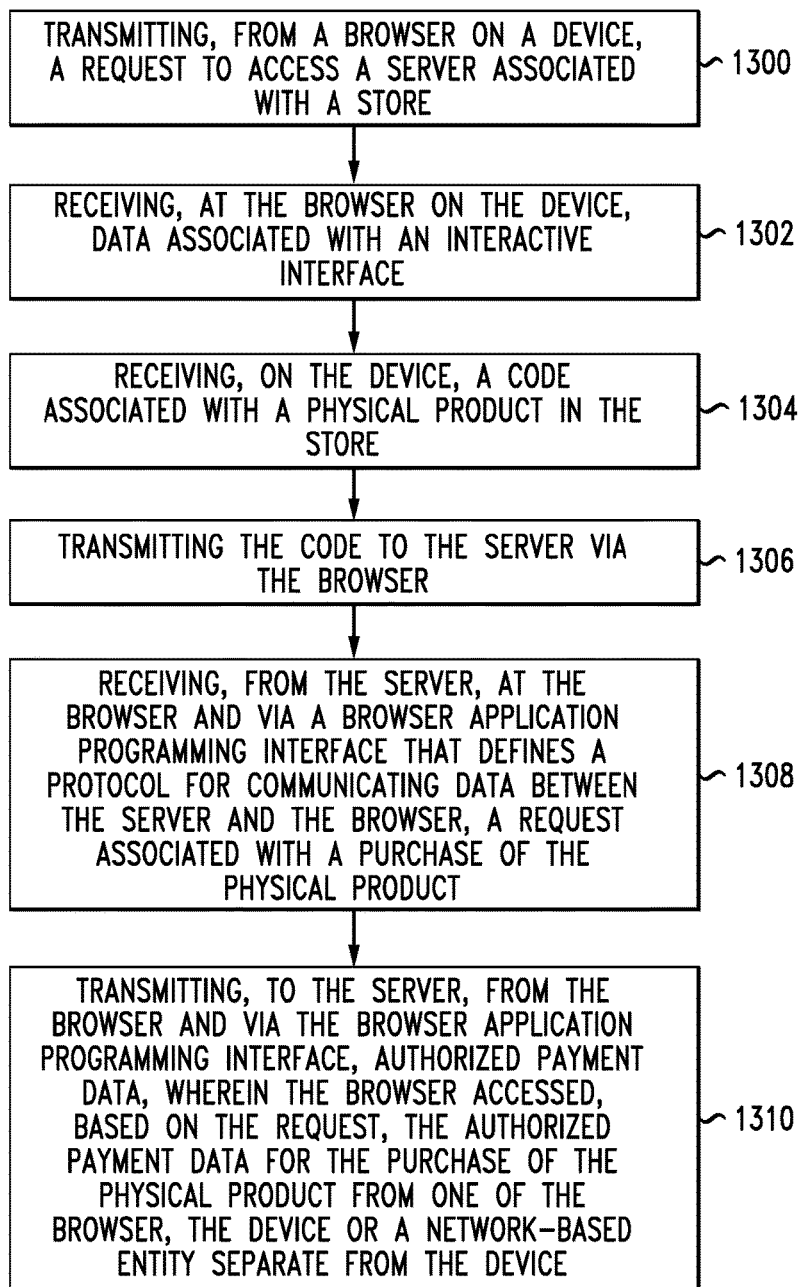 TRANSMITTING, FROM A BROWSER ON A DEVICE,
A REQUEST TO ACCESS A SERVER ASSOCIATED
WITH A STORE
1300
RECEIVING, AT THE BROWSER ON THE DEVICE,
DATA ASSOCIATED WITH AN INTERACTIVE
INTERFACE
1302
RECEIVING, ON THE DEVICE, A CODE
ASSOCIATED WITH A PHYSICAL PRODUCT IN THE
STORE
1304
TRANSMITTING THE CODE TO THE SERVER VIA
THE BROWSER
1306
RECEIVING, FROM THE SERVER, AT THE
BROWSER AND VIA A BROWSER APPLICATION
PROGRAMMING INTERFACE THAT DEFINES A
PROTOCOL FOR COMMUNICATING DATA BETWEEN
THE SERVER AND THE BROWSER, A REQUEST
ASSOCIATED WITH A PURCHASE OF THE
PHYSICAL PRODUCT
1308
TRANSMITTING, TO THE SERVER, FROM THE
BROWSER AND VIA THE BROWSER APPLICATION
PROGRAMMING INTERFACE, AUTHORIZED PAYMENT
DATA, WHEREIN THE BROWSER ACCESSED,
BASED ON THE REQUEST, THE AUTHORIZED
PAYMENT DATA FOR THE PURCHASE OF THE
PHYSICAL PRODUCT FROM ONE OF THE
BROWSER, THE DEVICE OR A NETWORK-BASED
ENTITY SEPARATE FROM THE DEVICE
1310